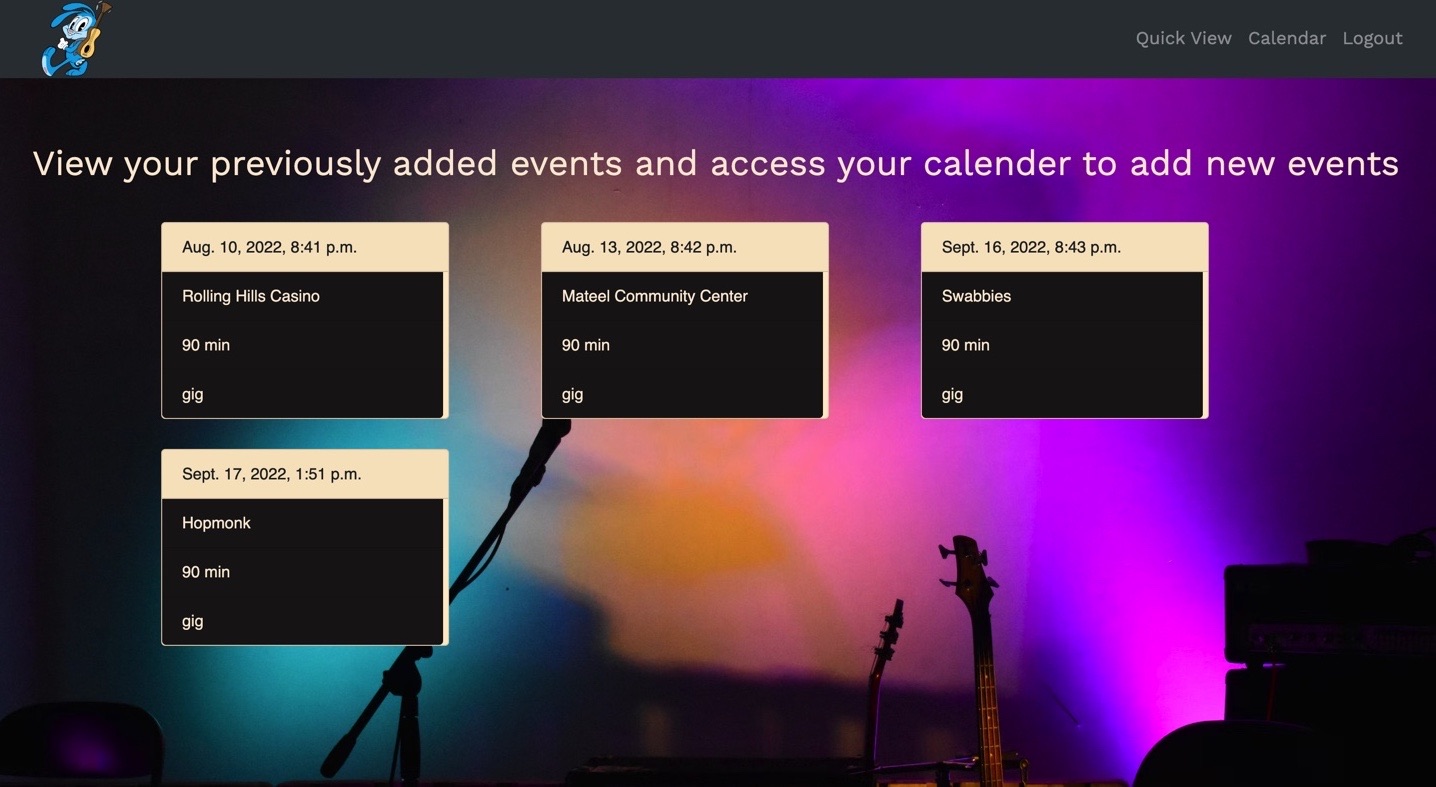 Quick View Calendar Logout
View your previously added events and access your calender to add new events
Aug. 10, 2022, 8:41 p.m.
Rolling Hills Casino
90 min
gig
Aug. 13, 2022, 8:42 p.m.
Mateel Community Center
90 min
gig
Sept. 16, 2022, 8:43 p.m.
Swabbies
90 min
gig
Sept. 17, 2022, 1:51 p.m.
Hopmonk
90 min
gig